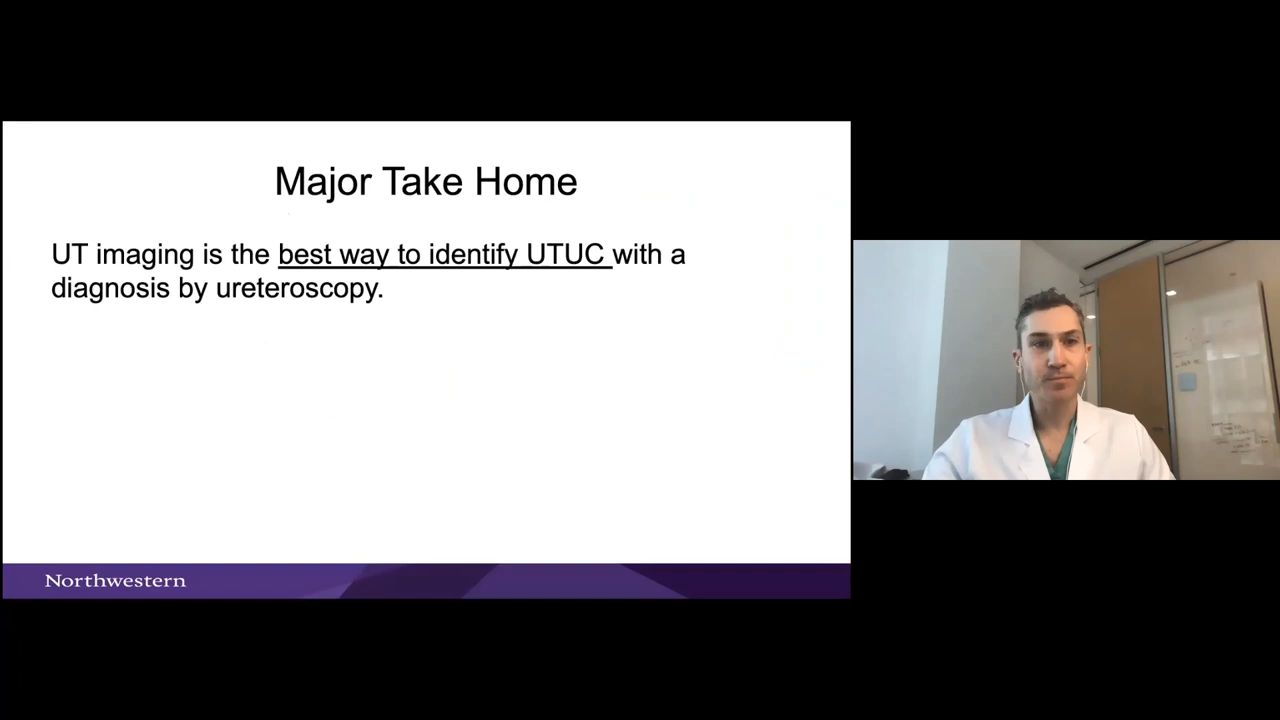 Major Take Home
UT imaging is the best way to identify UTUC with a
diagnosis by ureteroscopy.
Northwestern